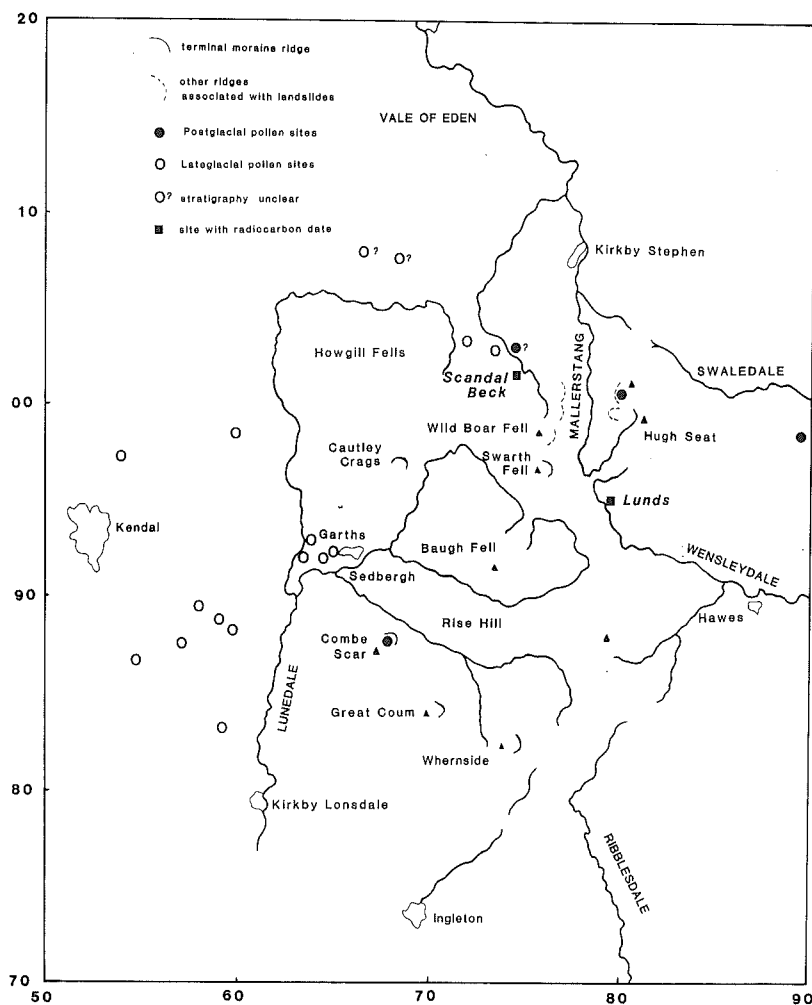 20
terminal moraine ridge
other ridges
associated with landslides
VALE OF EDEN
Postglacial pollen sites
Lateglacial pollen sites
? stratigraphy unclear
site with radiocarbon date
10
Kirkby Stephen
?
?
Howgill Fells
?
Scandal
Beck
MALLERSTANG
SWALEDALE
00
Wild Boar Fell
Hugh Seat
Cautley
Crags
Swarth
Fell
Lunds
Kendal
Garths
Baugh Fell
WENSLEYDALE
Sedbergh
90
Hawes
Rise Hill
Combe
Scar
LUNEDALE
Great Coum
Whernside
80
Kirkby Lonsdale
RIBBLESDALE
Ingleton
70
50
60
70
80
90